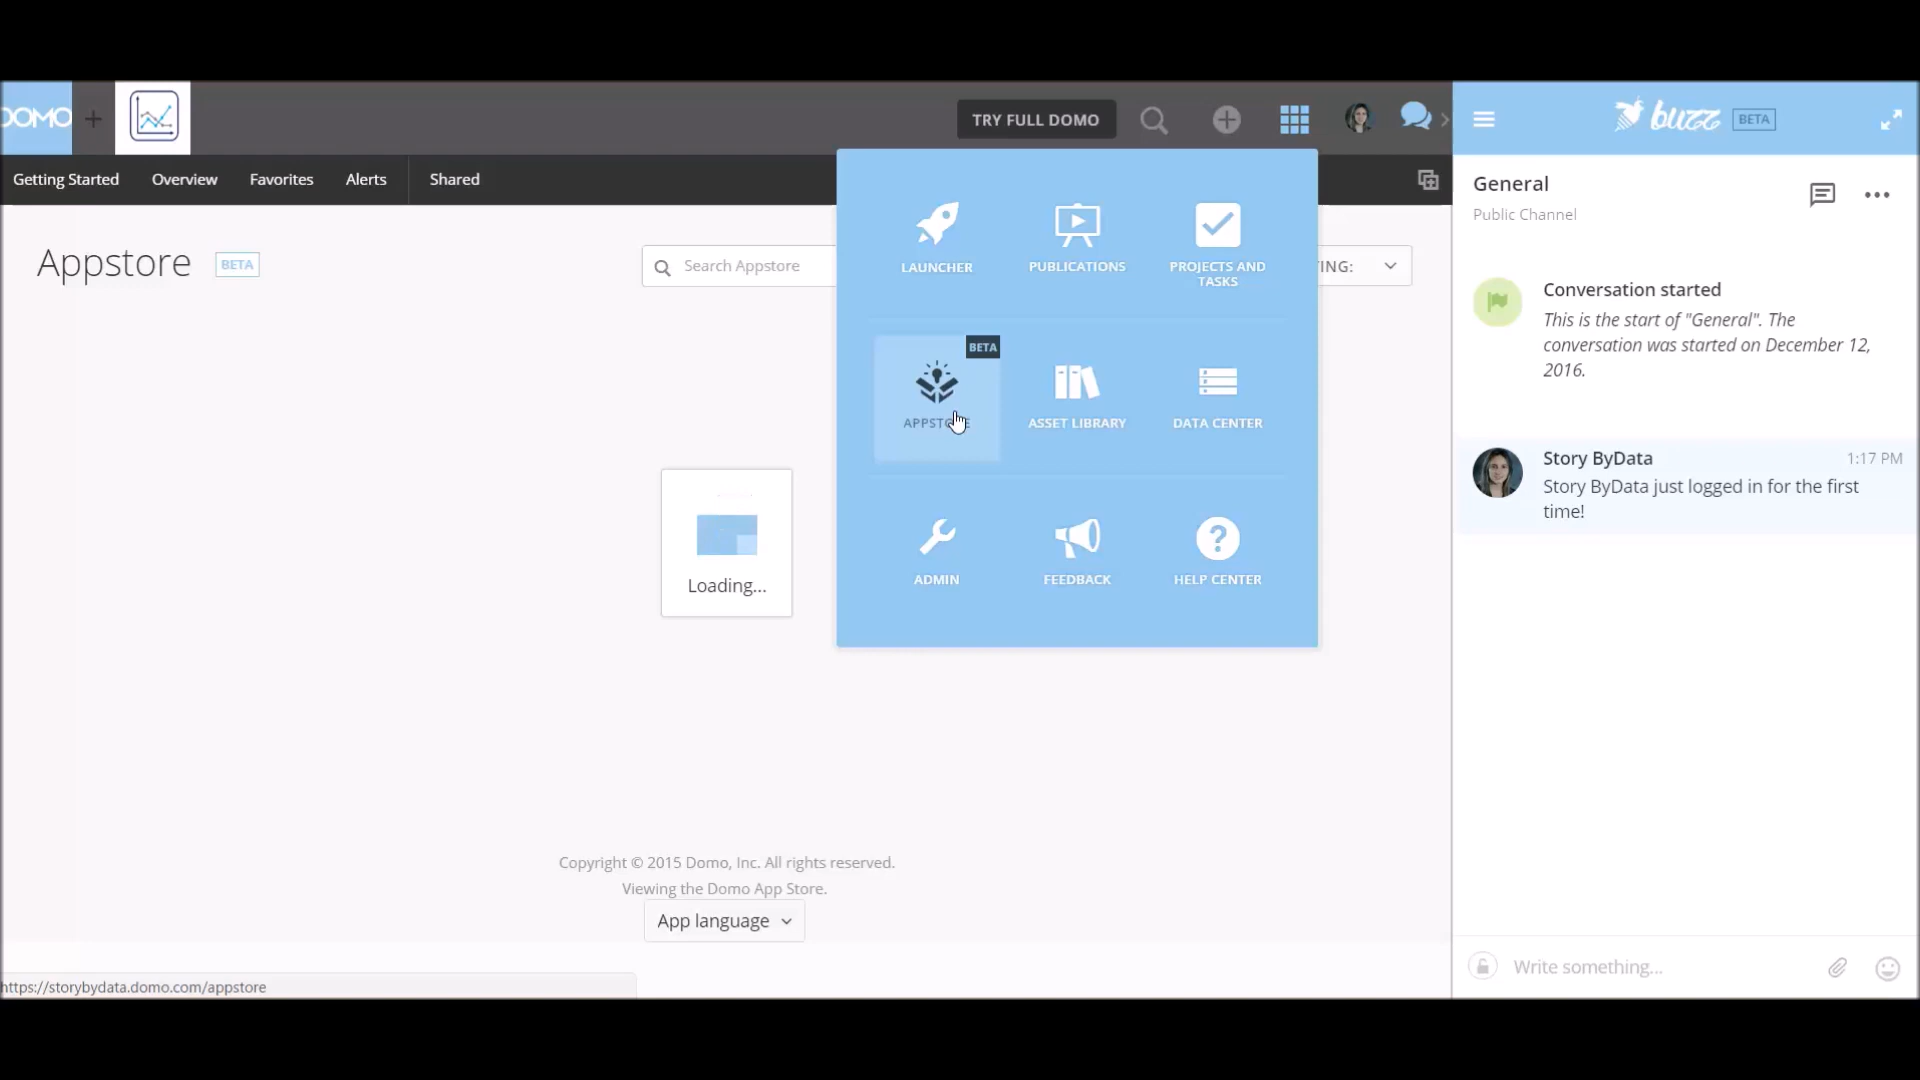 DOMO
TRY FULL DOMO
buzz BETA
Getting Started Overview Favorites Alerts Shared
General
Public Channel
Appstore BETA
Search Appstore
ING:
LAUNCHER
PUBLICATIONS
PROJECTS AND
TASKS
BETA
APPSTORE
ASSET LIBRARY
DATA CENTER
ADMIN
FEEDBACK
HELP CENTER
Loading...
Conversation started
This is the start of "General". The
conversation was started on December 12,
2016.
Story ByData 1:17 PM
Story ByData just logged in for the first
time!
Copyright © 2015 Domo, Inc. All rights reserved.
Viewing the Domo App Store.
App language
Write something...
https://storybydata.domo.com/appstore